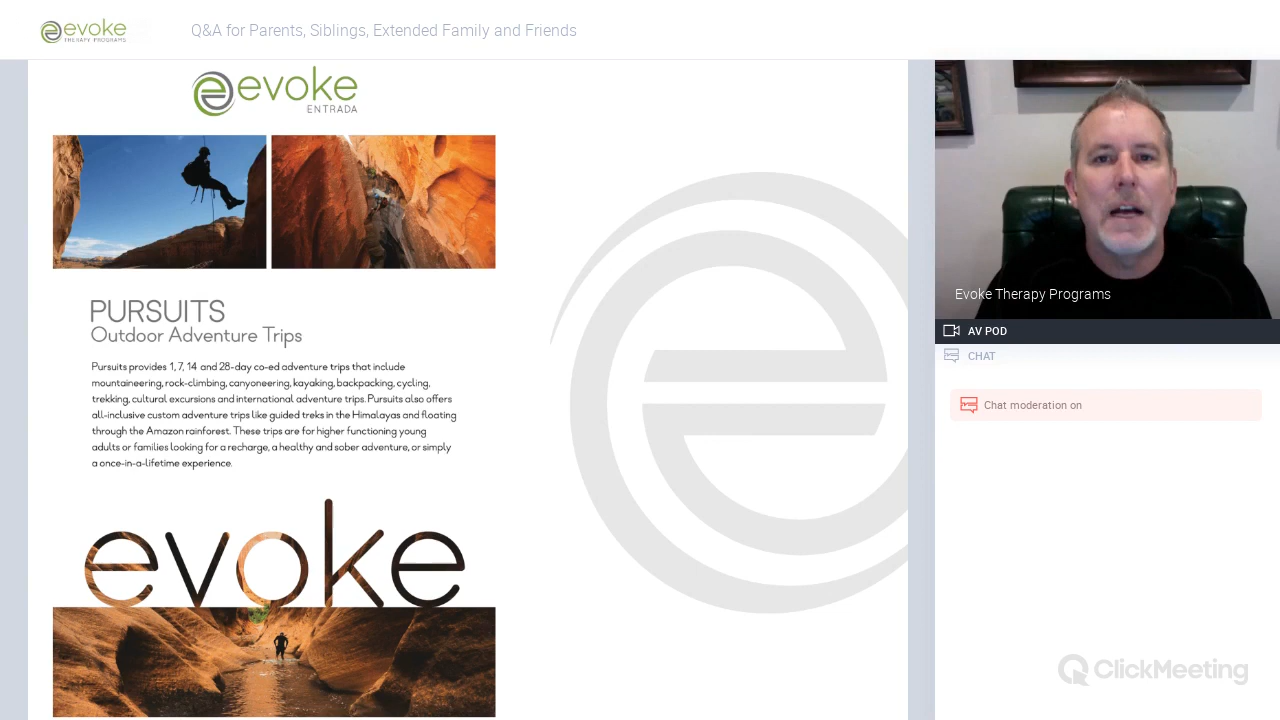 evoke
THERAPY PROGRAMS
Q&A for Parents, Siblings, Extended Family and Friends
evoke
ENTRADA
PURSUITS
Outdoor Adventure Trips
Pursuits provides 1, 7, 14 and 28-day co-ed adventure trips that include
mountaineering, rock-climbing, canyoneering, kayaking, backpacking, cycling,
trekking, cultural excursions and international adventure trips. Pursuits also offers
all-inclusive custom adventure trips like guided treks in the Himalayas and floating
through the Amazon rainforest. These trips are for higher functioning young
adults or families looking for a recharge, a healthy and sober adventure, or simply
a once-in-a-lifetime experience.
evoke
Evoke Therapy Programs
AV POD
CHAT
Chat moderation on
ClickMeeting